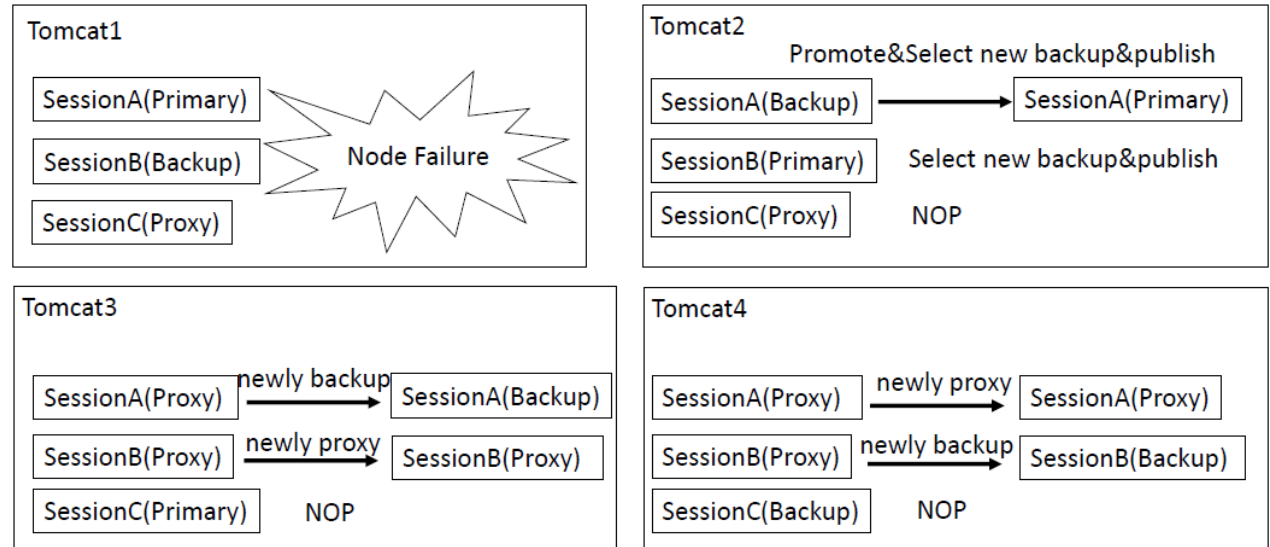 Tomcat1
SessionA(Primary)
SessionB(Backup)
SessionC(Proxy)
Node Failure
Tomcat2
Promote&Select new backup&publish
SessionA(Backup)
SessionA(Primary)
SessionB(Primary)
Select new backup&publish
SessionC(Proxy)
NOP
Tomcat3
SessionA(Proxy)
newly backup
SessionA(Backup)
SessionB(Proxy)
newly proxy
SessionB(Proxy)
SessionC(Primary)
NOP
Tomcat4
SessionA(Proxy)
newly proxy
SessionA(Proxy)
SessionB(Proxy)
newly backup
SessionB(Backup)
SessionC(Backup)
NOP